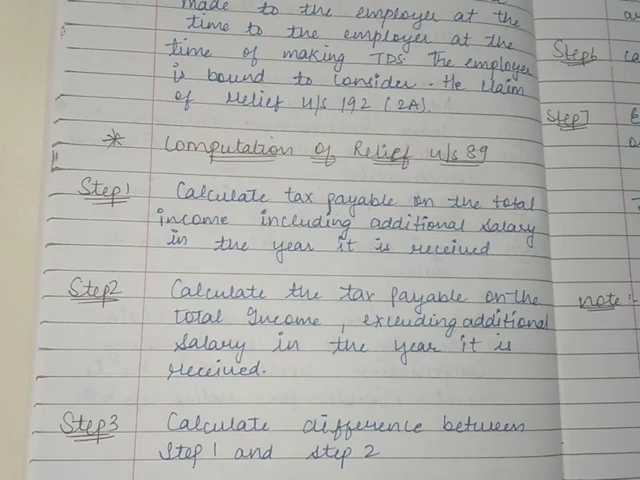 made to the employer at the
time to the employer at the
time of making TDS. The employer
is bound to consider. He claim
of relief u/s 192 (2A).
* Computation of Relief u/s 89
Step1 Calculate tax payable on the total
income including additional salary
in the year it is received
Step2 Calculate the tax payable on the
total Income, excluding additional
Salary in the year it is
received.
Step3 Calculate difference between
Step 1 and Step 2
Step6 ca
Step7
note:-